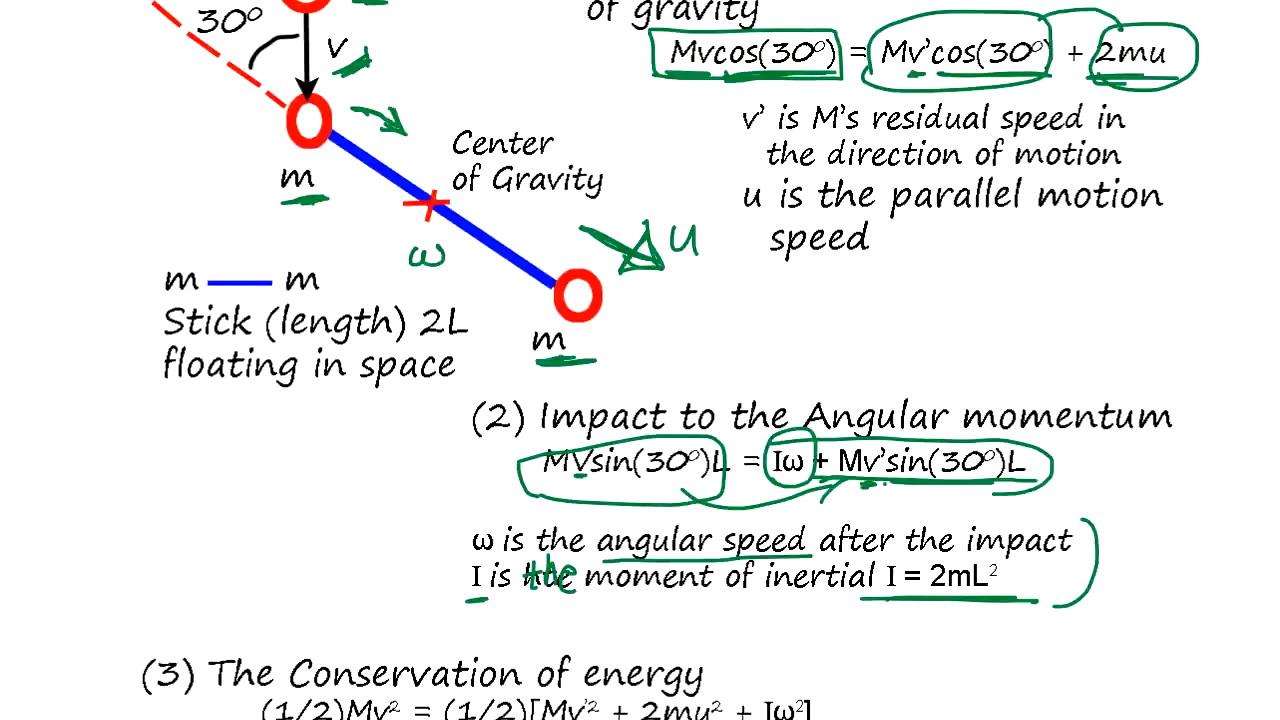 of gravity
30°
v
Mvcos(30°) = Mv'cos(30°) + 2mu
v' is M's residual speed in
the direction of motion
u is the parallel motion
speed
Center
of Gravity
m
ω
u
m
m — m
Stick (length) 2L
floating in space
(2) Impact to the Angular momentum
MVsin(30°)L = Iω + Mv'sin(30°)L
ω is the angular speed after the impact
I is the moment of inertial I = 2mL²
(3) The Conservation of energy
(1/2)Mv² = (1/2)[Mv'² + 2mu² + Iω²]